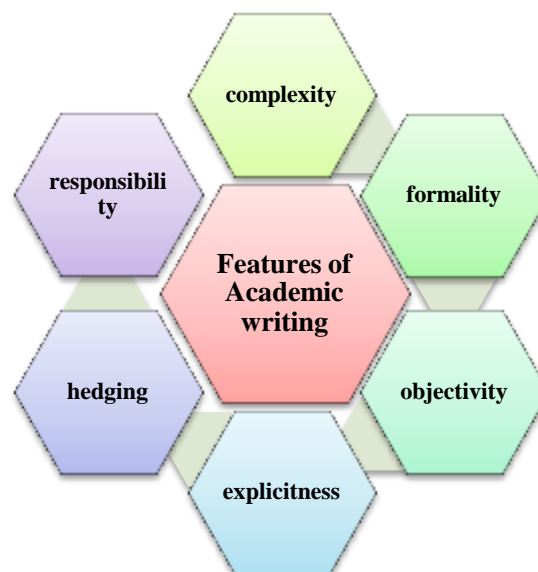 complexity
formality
objectivity
explicitness
hedging
responsibili
ty
Features of
Academic
writing